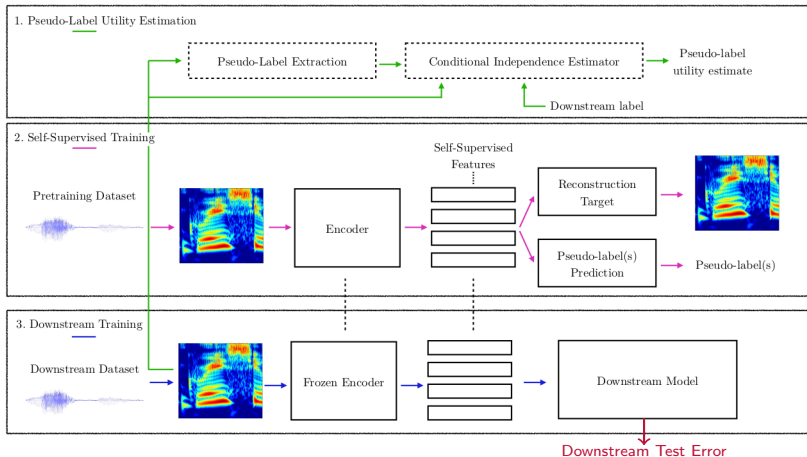 1. Pseudo-Label Utility Estimation
Pseudo-Label Extraction
Conditional Independence Estimator
Pseudo-label
utility estimate
Downstream label
2. Self-Supervised Training
Pretraining Dataset
Encoder
Self-Supervised
Features
Reconstruction
Target
Pseudo-label(s)
Prediction
Pseudo-label(s)
3. Downstream Training
Downstream Dataset
Frozen Encoder
Downstream Model
Downstream Test Error